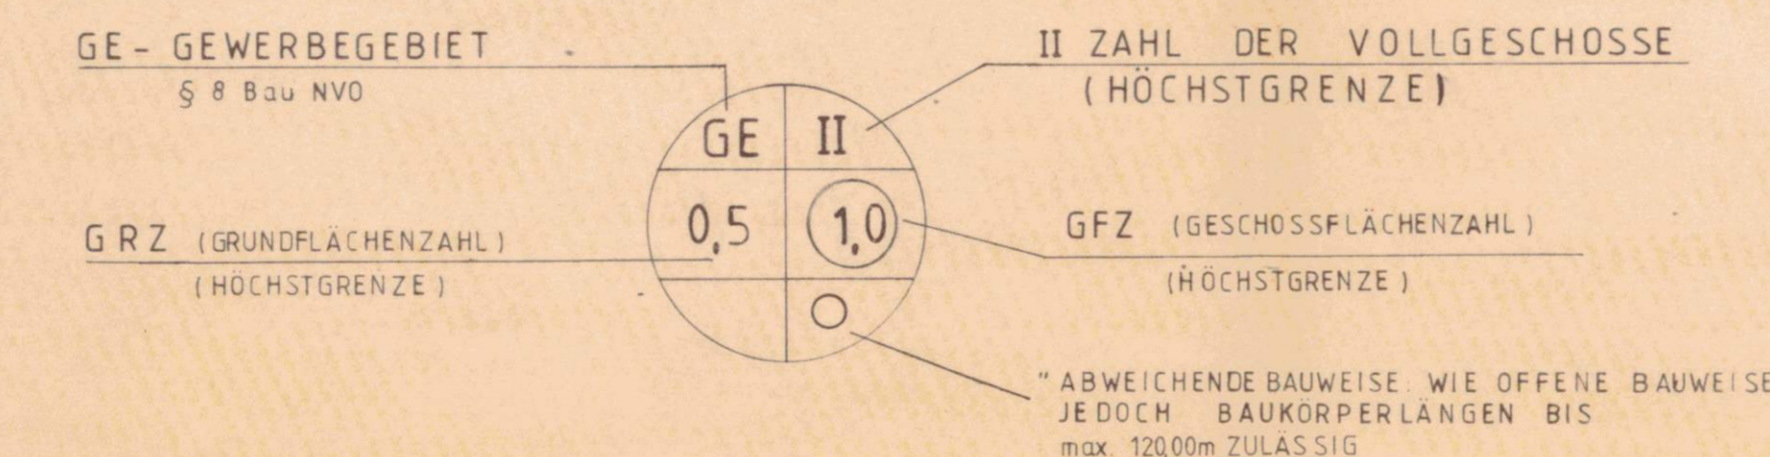 GE - GEWERBEGEBIET
§ 8 Bau NVO
II ZAHL DER VOLLGESCHOSSE
(HÖCHSTGRENZE)
GE II
0,5 1,0
O
GRZ (GRUNDFLÄCHENZAHL)
(HÖCHSTGRENZE)
GFZ (GESCHOSSFLÄCHENZAHL)
(HÖCHSTGRENZE)
" ABWEICHENDE BAUWEISE: WIE OFFENE BAUWEISE
JEDOCH BAUKÖRPERLÄNGEN BIS
max. 120,00m ZULÄSSIG